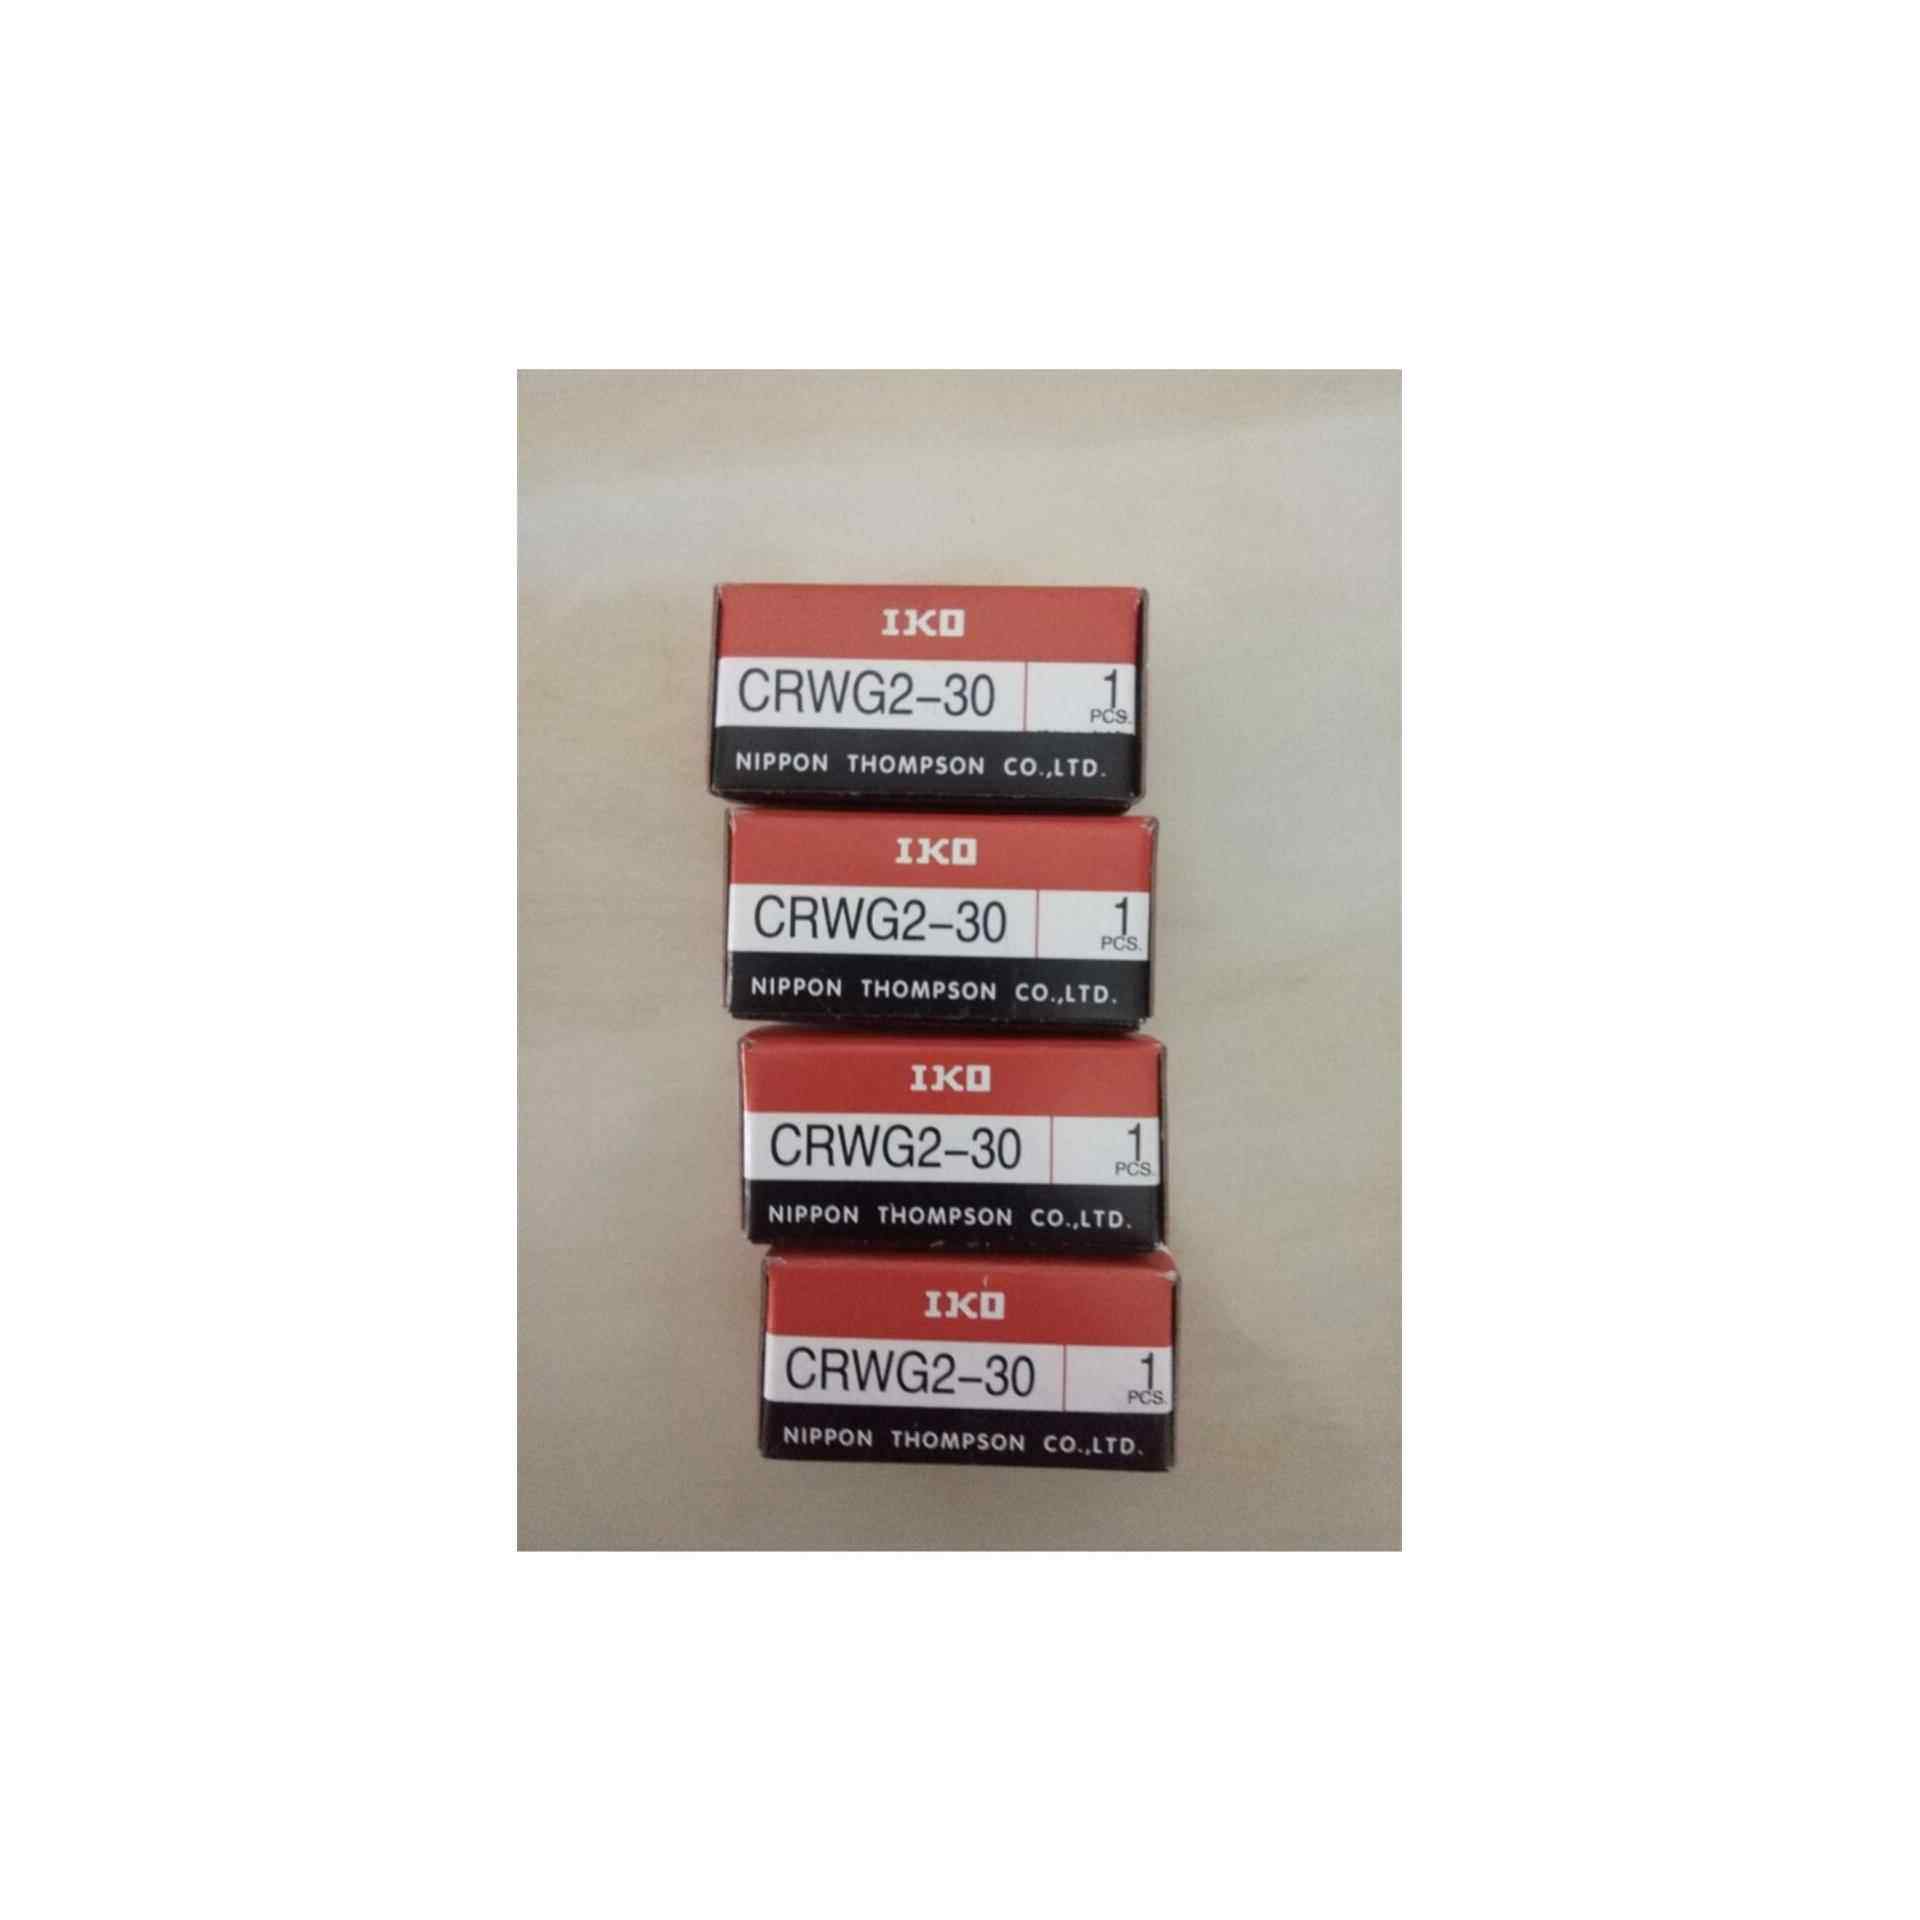 IKO
CRWG2-30 1
PCS.
NIPPON THOMPSON CO.,LTD.
IKO
CRWG2-30 1
PCS.
NIPPON THOMPSON CO.,LTD.
IKO
CRWG2-30 1
PCS.
NIPPON THOMPSON CO.,LTD.
IKO
CRWG2-30 1
PCS.
NIPPON THOMPSON CO.,LTD.